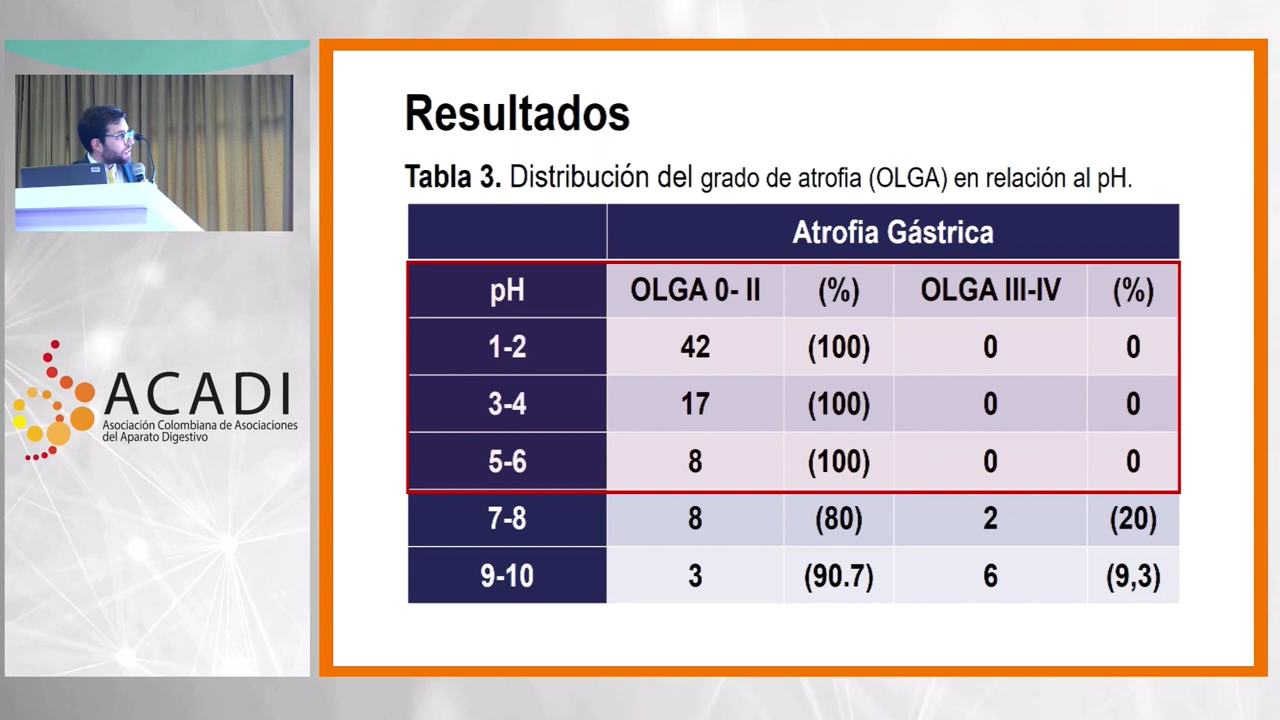 Resultados
Tabla 3. Distribución del grado de atrofia (OLGA) en relación al pH.
Atrofia Gástrica
pH OLGA 0- II (%) OLGA III-IV (%)
1-2 42 (100) 0 0
3-4 17 (100) 0 0
5-6 8 (100) 0 0
7-8 8 (80) 2 (20)
9-10 3 (90.7) 6 (9,3)
ACADI
Asociación Colombiana de Asociaciones
del Aparato Digestivo